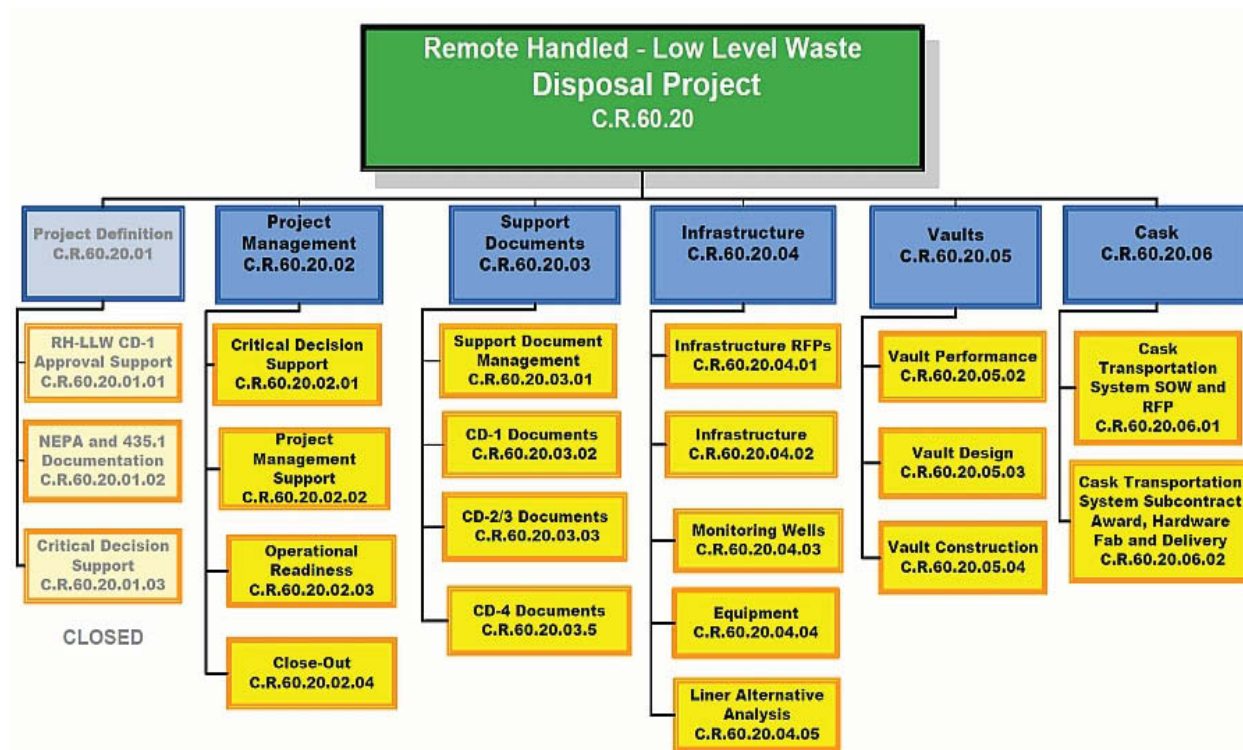 Remote Handled - Low Level Waste
Disposal Project
C.R.60.20
Project Definition
C.R.60.20.01
RH-LLW CD-1
Approval Support
C.R.60.20.01.01
NEPA and 435.1
Documentation
C.R.60.20.01.02
Critical Decision
Support
C.R.60.20.01.03
CLOSED
Project
Management
C.R.60.20.02
Critical Decision
Support
C.R.60.20.02.01
Project
Management
Support
C.R.60.20.02.02
Operational
Readiness
C.R.60.20.02.03
Close-Out
C.R.60.20.02.04
Support
Documents
C.R.60.20.03
Support Document
Management
C.R.60.20.03.01
CD-1 Documents
C.R.60.20.03.02
CD-2/3 Documents
C.R.60.20.03.03
CD-4 Documents
C.R.60.20.03.5
Infrastructure
C.R.60.20.04
Infrastructure RFPs
C.R.60.20.04.01
Infrastructure
C.R.60.20.04.02
Monitoring Wells
C.R.60.20.04.03
Equipment
C.R.60.20.04.04
Liner Alternative
Analysis
C.R.60.20.04.05
Vaults
C.R.60.20.05
Vault Performance
C.R.60.20.05.02
Vault Design
C.R.60.20.05.03
Vault Construction
C.R.60.20.05.04
Cask
C.R.60.20.06
Cask
Transportation
System SOW and
RFP
C.R.60.20.06.01
Cask Transportation
System Subcontract
Award, Hardware
Fab and Delivery
C.R.60.20.06.02